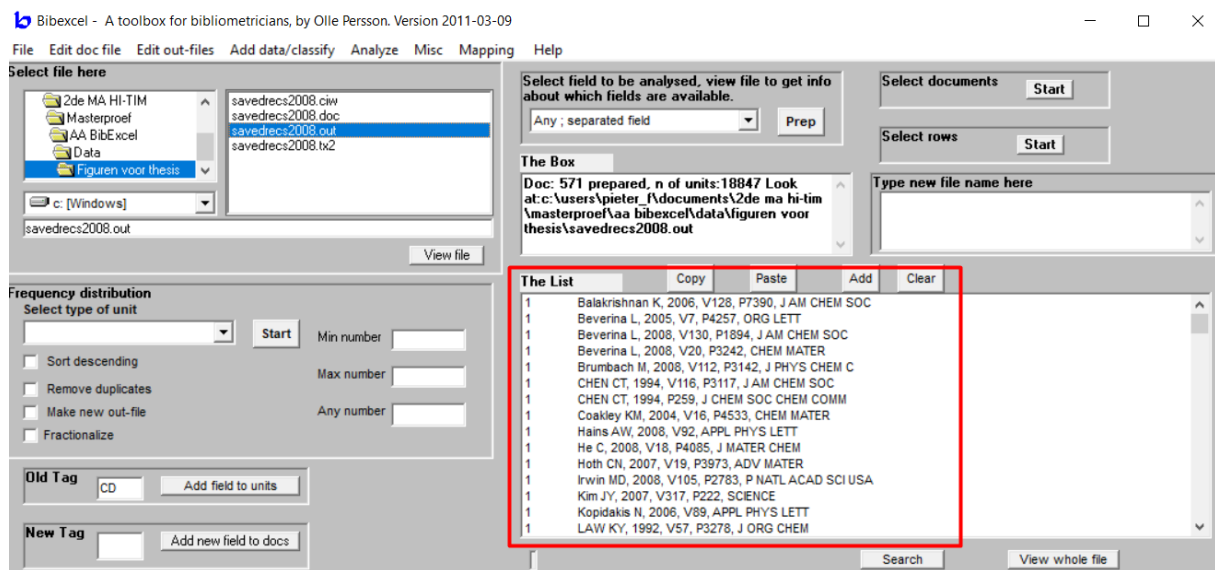 Bibexcel - A toolbox for bibliometricians, by Olle Persson. Version 2011-03-09
File Edit doc file Edit out-files Add data/classify Analyze Misc Mapping Help
Select file here
2de MA HI-TIM
Masterproef
AA BibExcel
Data
Figuren voor thesis
savedrecs2008.ciw
savedrecs2008.doc
savedrecs2008.out
savedrecs2008.tx2
c: [Windows]
savedrecs2008.out
View file
Select field to be analysed, view file to get info
about which fields are available.
Any ; separated field
Prep
Select documents
Start
Select rows
Start
The Box
Doc: 571 prepared, n of units:18847 Look
at:c:\users\pieter_f\documents\2de ma hi-tim
\masterproef\aa bibexcel\data\figuren voor
thesis\savedrecs2008.out
Type new file name here
Frequency distribution
Select type of unit
Start
Min number
Sort descending
Max number
Remove duplicates
Make new out-file
Any number
Fractionalize
Old Tag
CD
Add field to units
New Tag
Add new field to docs
The List
Copy
Paste
Add
Clear
1 Balakrishnan K, 2006, V128, P7390, J AM CHEM SOC
1 Beverina L, 2005, V7, P4257, ORG LETT
1 Beverina L, 2008, V130, P1894, J AM CHEM SOC
1 Beverina L, 2008, V20, P3242, CHEM MATER
1 Brumbach M, 2008, V112, P3142, J PHYS CHEM C
1 CHEN CT, 1994, V116, P3117, J AM CHEM SOC
1 CHEN CT, 1994, P259, J CHEM SOC CHEM COMM
1 Coakley KM, 2004, V16, P4533, CHEM MATER
1 Hains AW, 2008, V92, APPL PHYS LETT
1 He C, 2008, V18, P4085, J MATER CHEM
1 Hoth CN, 2007, V19, P3973, ADV MATER
1 Irwin MD, 2008, V105, P2783, P NATL ACAD SCI USA
1 Kim JY, 2007, V317, P222, SCIENCE
1 Kopidakis N, 2006, V89, APPL PHYS LETT
1 LAW KY, 1992, V57, P3278, J ORG CHEM
Search
View whole file